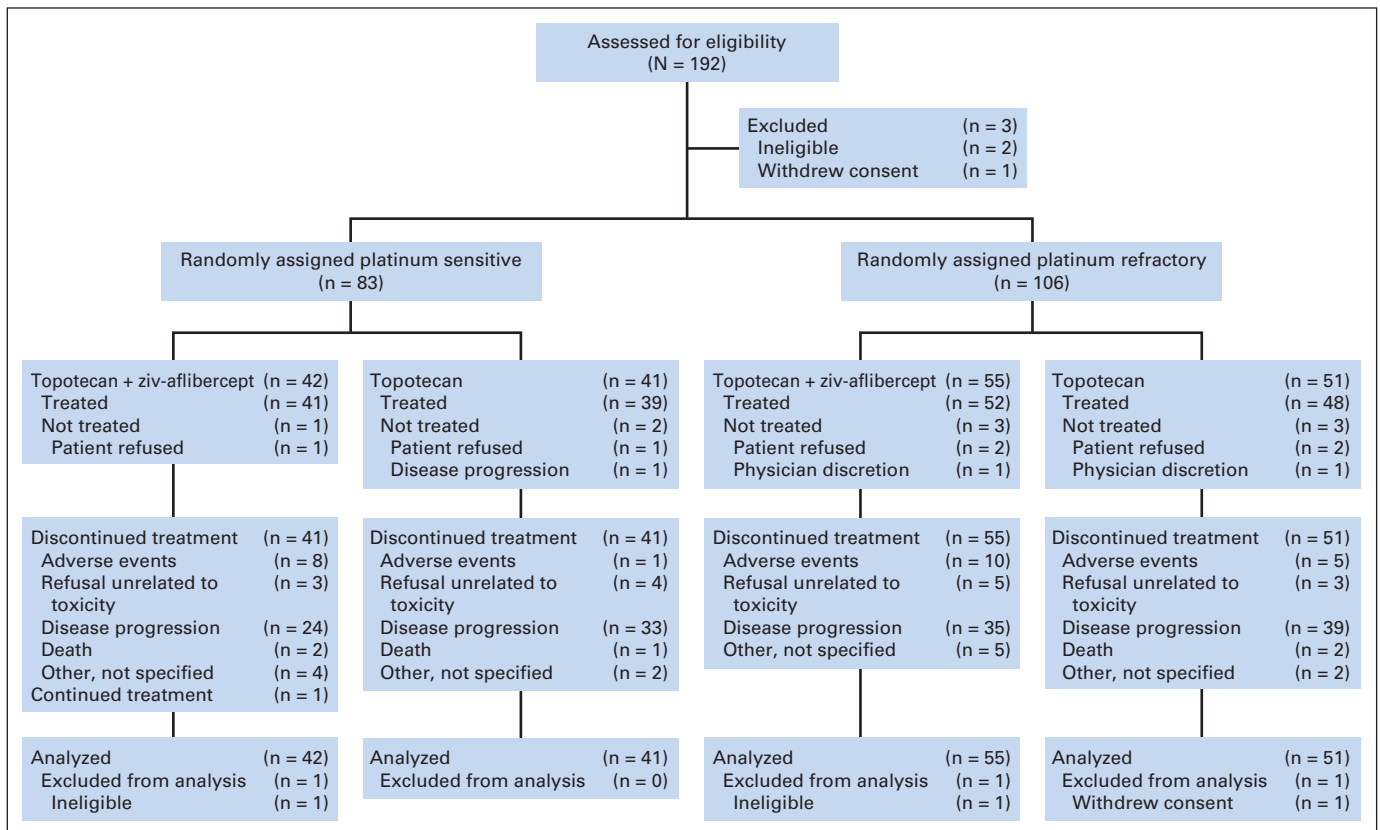 Assessed for eligibility
(N = 192)
Excluded (n = 3)
Ineligible (n = 2)
Withdrew consent (n = 1)
Randomly assigned platinum sensitive
(n = 83)
Randomly assigned platinum refractory
(n = 106)
Topotecan + ziv-aflibercept (n = 42)
Treated (n = 41)
Not treated (n = 1)
Patient refused (n = 1)
Topotecan (n = 41)
Treated (n = 39)
Not treated (n = 2)
Patient refused (n = 1)
Disease progression (n = 1)
Topotecan + ziv-aflibercept (n = 55)
Treated (n = 52)
Not treated (n = 3)
Patient refused (n = 2)
Physician discretion (n = 1)
Topotecan (n = 51)
Treated (n = 48)
Not treated (n = 3)
Patient refused (n = 2)
Physician discretion (n = 1)
Discontinued treatment (n = 41)
Adverse events (n = 8)
Refusal unrelated to (n = 3)
toxicity
Disease progression (n = 24)
Death (n = 2)
Other, not specified (n = 4)
Continued treatment (n = 1)
Discontinued treatment (n = 41)
Adverse events (n = 1)
Refusal unrelated to (n = 4)
toxicity
Disease progression (n = 33)
Death (n = 1)
Other, not specified (n = 2)
Discontinued treatment (n = 55)
Adverse events (n = 10)
Refusal unrelated to (n = 5)
toxicity
Disease progression (n = 35)
Other, not specified (n = 5)
Discontinued treatment (n = 51)
Adverse events (n = 5)
Refusal unrelated to (n = 3)
toxicity
Disease progression (n = 39)
Death (n = 2)
Other, not specified (n = 2)
Analyzed (n = 42)
Excluded from analysis (n = 1)
Ineligible (n = 1)
Analyzed (n = 41)
Excluded from analysis (n = 0)
Analyzed (n = 55)
Excluded from analysis (n = 1)
Ineligible (n = 1)
Analyzed (n = 51)
Excluded from analysis (n = 1)
Withdrew consent (n = 1)